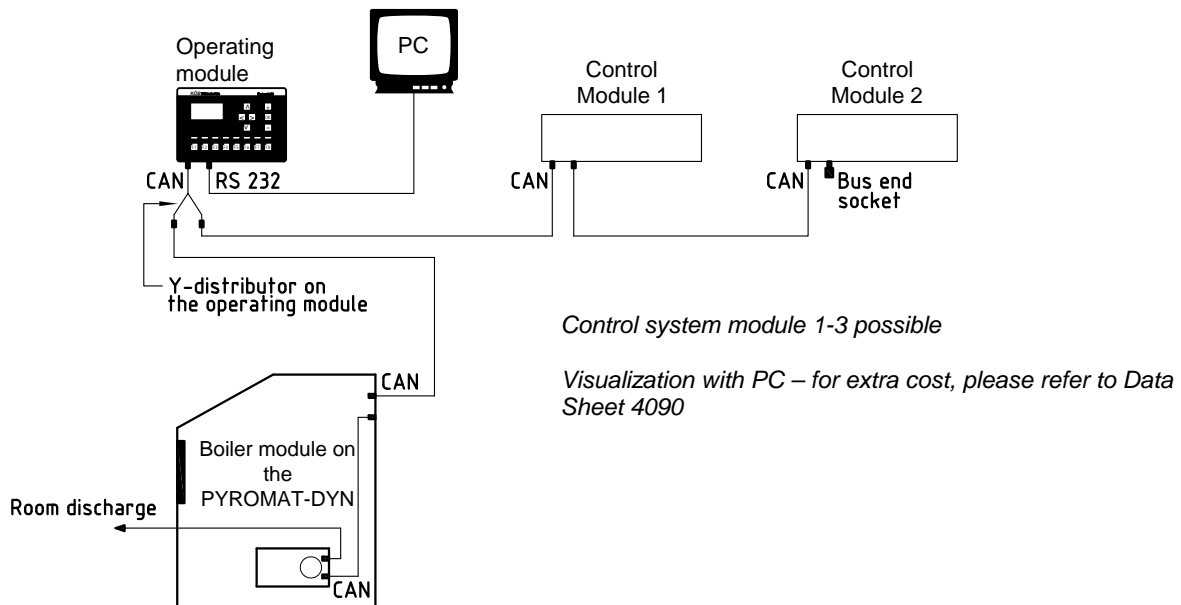 Operating
module
PC
Control
Module 1
Control
Module 2
CAN
RS 232
CAN
CAN
Bus end
socket
Y-distributor on
the operating module
Control system module 1-3 possible
Visualization with PC – for extra cost, please refer to Data
Sheet 4090
CAN
Boiler module on
the
PYROMAT-DYN
Room discharge
CAN